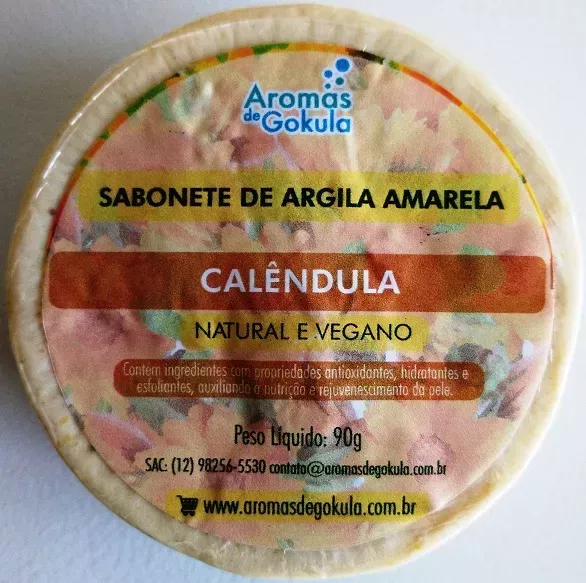 Aromas
de Gokula
SABONETE DE ARGILA AMARELA
CALÊNDULA
NATURAL E VEGANO
Contem ingredientes com propriedades antioxidantes, hidratantes e
esfoliantes, auxiliando a nutrição e rejuvenescimento da pele.
Peso Líquido: 90g
SAC: (12) 98256-5530 contato@aromasdegokula.com.br
www.aromasdegokula.com.br